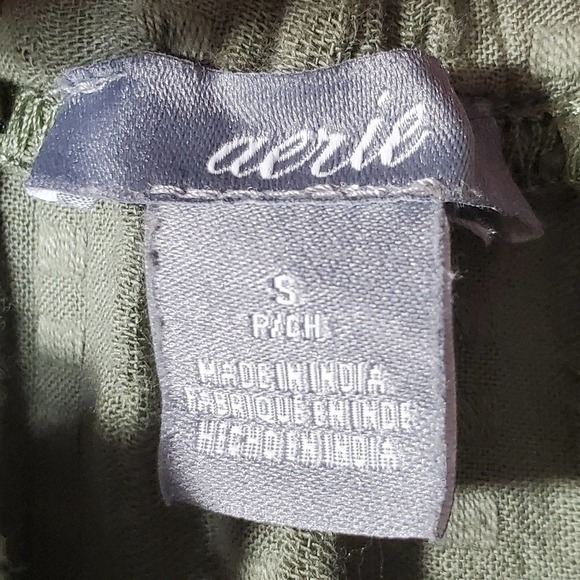 aerie
S
P/CH
MADE IN INDIA
FABRIQUÉ EN INDE
HECHO EN INDIA